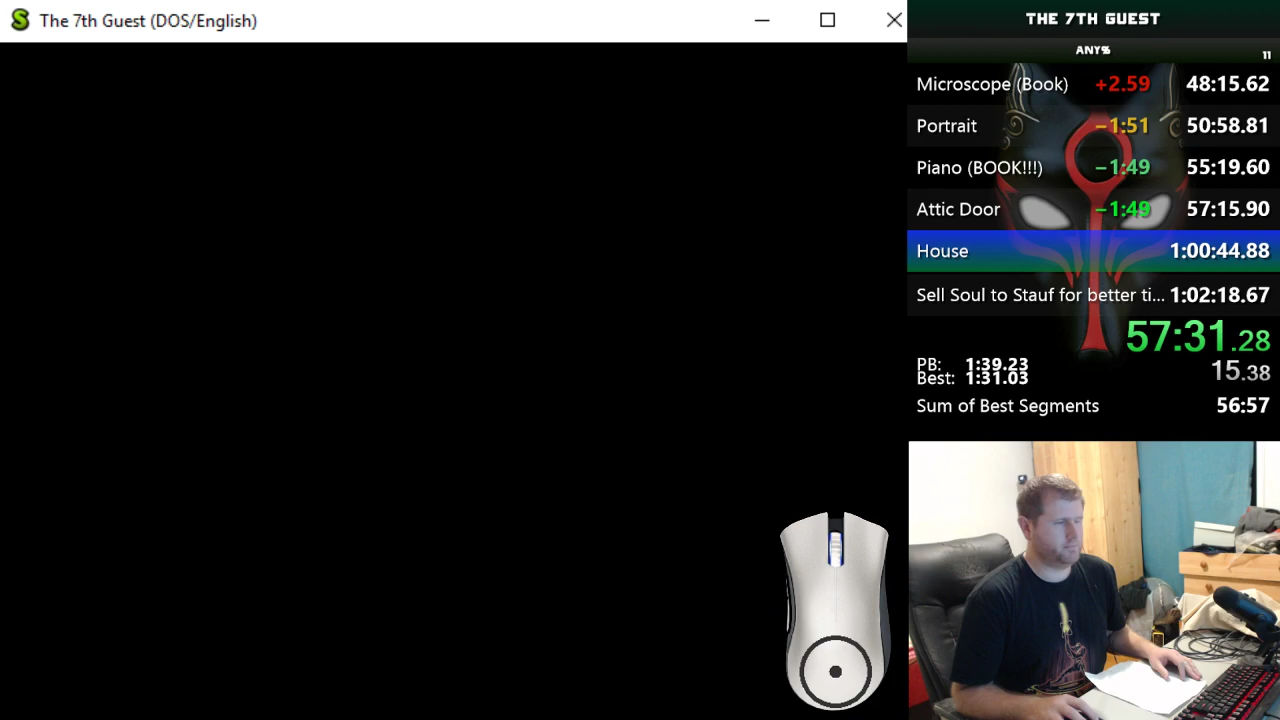 The 7th Guest (DOS/English)
THE 7TH GUEST
ANY%
11
Microscope (Book) +2.59 48:15.62
Portrait −1:51 50:58.81
Piano (BOOK!!!) −1:49 55:19.60
Attic Door −1:49 57:15.90
House 1:00:44.88
Sell Soul to Stauf for better ti... 1:02:18.67
57:31.28
PB: 1:39.23
Best: 1:31.03
15.38
Sum of Best Segments 56:57